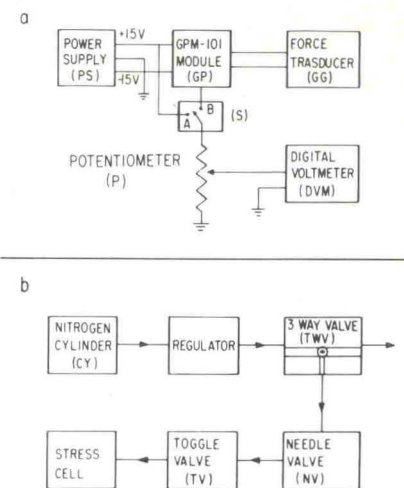 a
POWER
SUPPLY
(PS)
+15V
-15V
GPM-101
MODULE
(GP)
FORCE
TRASDUCER
(GG)
A
B
(S)
POTENTIOMETER
(P)
DIGITAL
VOLTMETER
(DVM)
b
NITROGEN
CYLINDER
(CY)
REGULATOR
3 WAY VALVE
(TWV)
STRESS
CELL
TOGGLE
VALVE
(TV)
NEEDLE
VALVE
(NV)